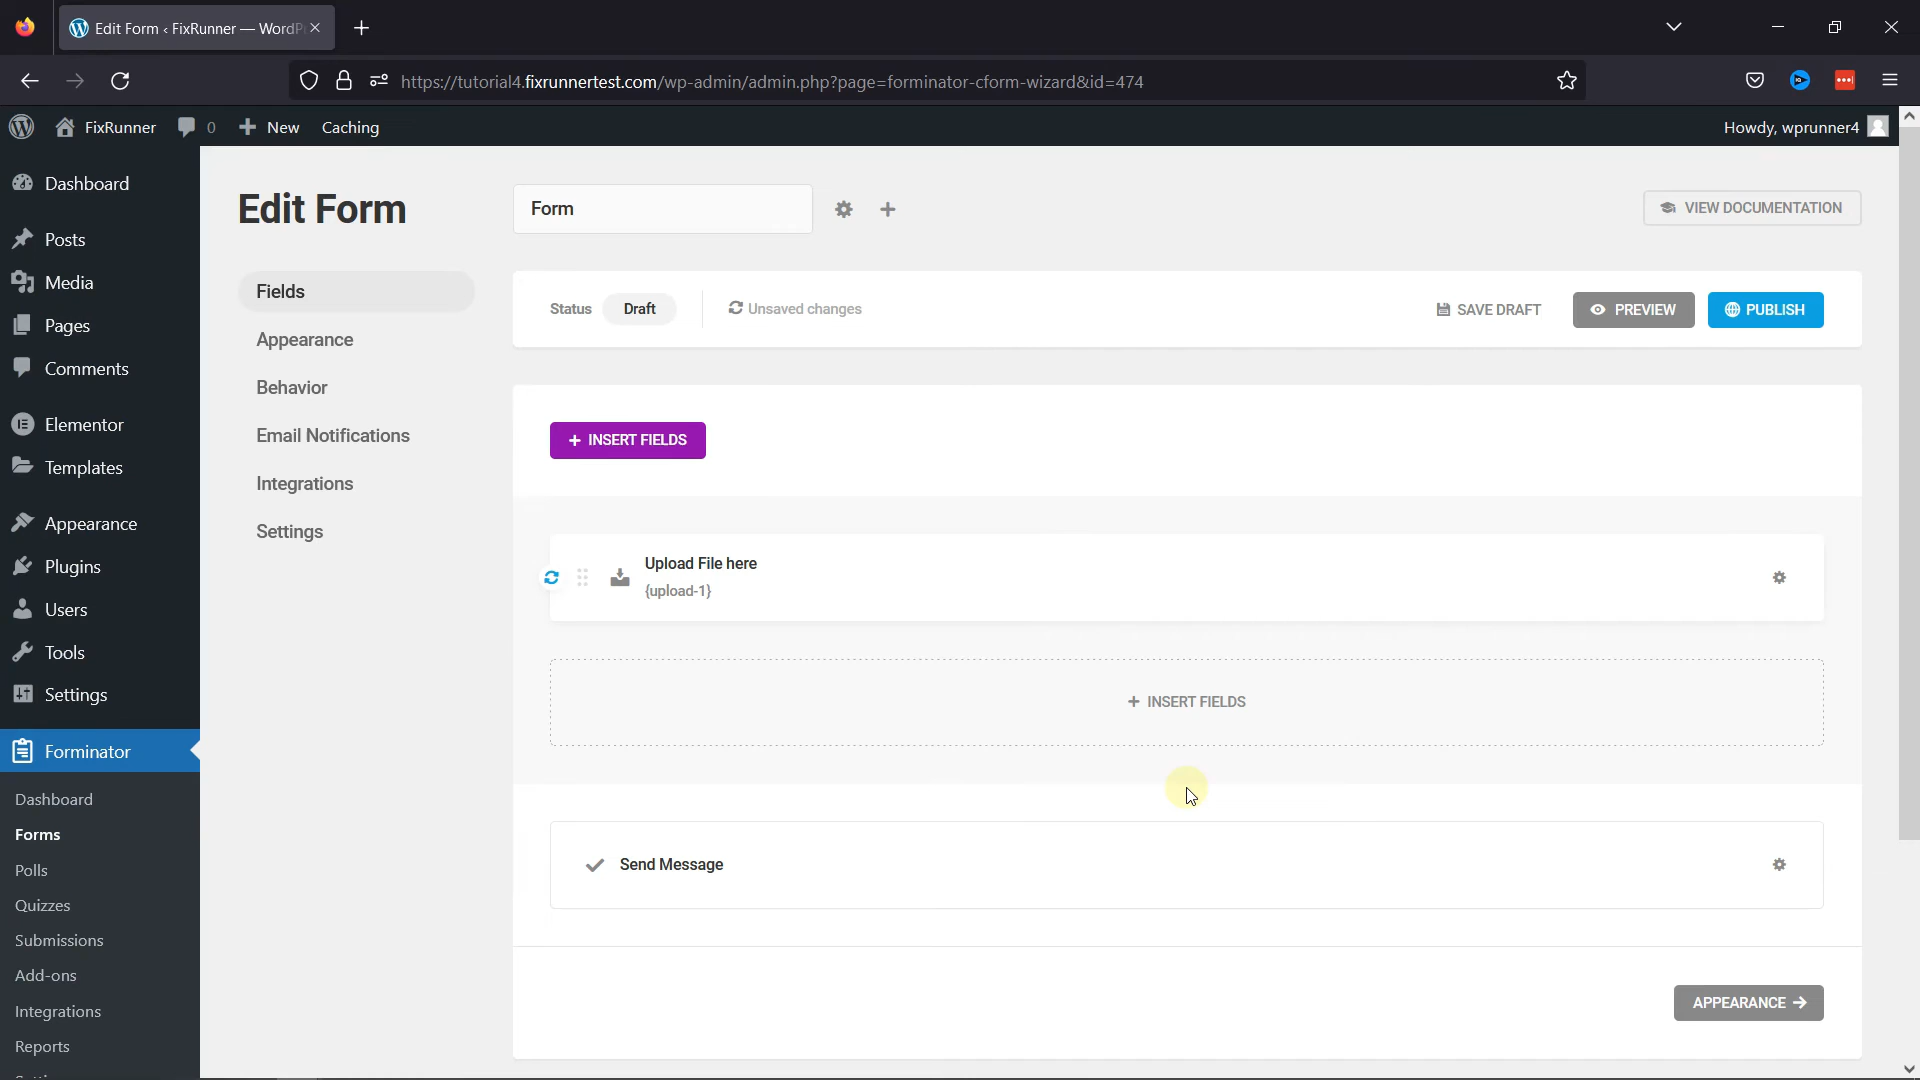 Edit Form ‹ FixRunner — WordP
https://tutorial4.fixrunnertest.com/wp-admin/admin.php?page=forminator-cform-wizard&id=474
FixRunner
0
New
Caching
Howdy, wprunner4
Dashboard
Posts
Media
Pages
Comments
Elementor
Templates
Appearance
Plugins
Users
Tools
Settings
Forminator
Dashboard
Forms
Polls
Quizzes
Submissions
Add-ons
Integrations
Reports
Edit Form
Form
VIEW DOCUMENTATION
Fields
Appearance
Behavior
Email Notifications
Integrations
Settings
Status Draft
Unsaved changes
SAVE DRAFT
PREVIEW
PUBLISH
+ INSERT FIELDS
Upload File here
{upload-1}
+ INSERT FIELDS
Send Message
APPEARANCE →